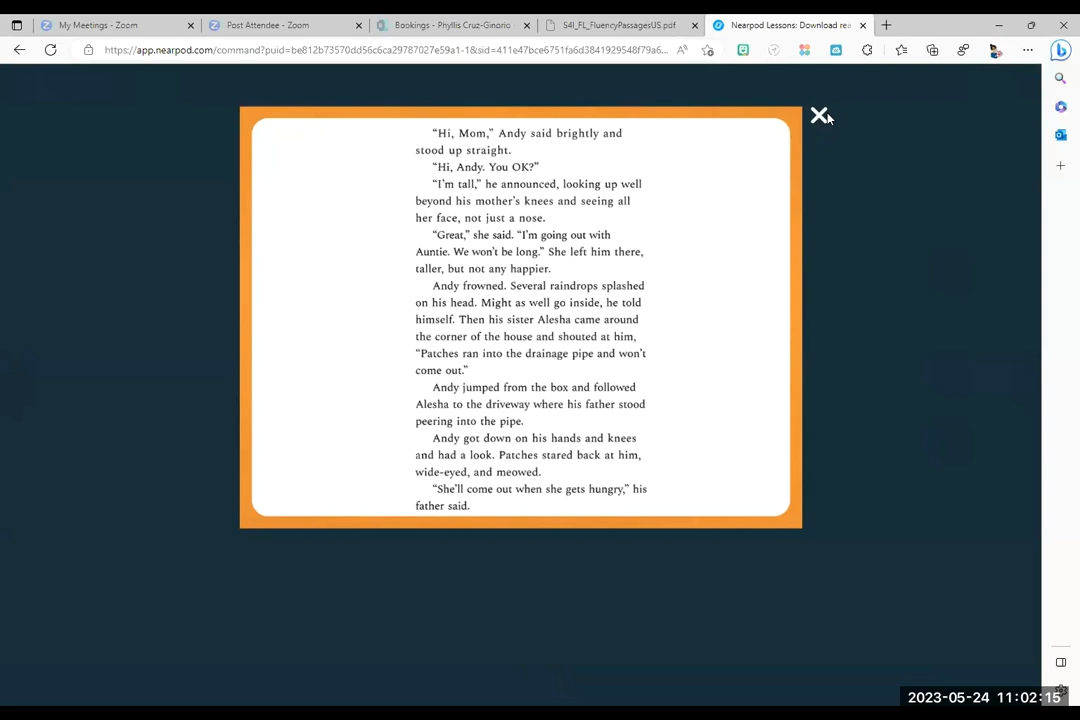 My Meetings - Zoom
Post Attendee - Zoom
Bookings - Phyllis Cruz-Ginorio
S4I_FL_FluencyPassagesUS.pdf
Nearpod Lessons: Download rea
https://app.nearpod.com/command?puid=be812b73570dd56c6ca29787027e59a1-1&sid=411e47bce6751fa6d3841929548f79a6...
“Hi, Mom,” Andy said brightly and
stood up straight.
“Hi, Andy. You OK?”
“I’m tall,” he announced, looking up well
beyond his mother’s knees and seeing all
her face, not just a nose.
“Great,” she said. “I’m going out with
Auntie. We won’t be long.” She left him there,
taller, but not any happier.
Andy frowned. Several raindrops splashed
on his head. Might as well go inside, he told
himself. Then his sister Alesha came around
the corner of the house and shouted at him,
“Patches ran into the drainage pipe and won’t
come out.”
Andy jumped from the box and followed
Alesha to the driveway where his father stood
peering into the pipe.
Andy got down on his hands and knees
and had a look. Patches stared back at him,
wide-eyed, and meowed.
“She’ll come out when she gets hungry,” his
father said.
2023-05-24 11:02:15